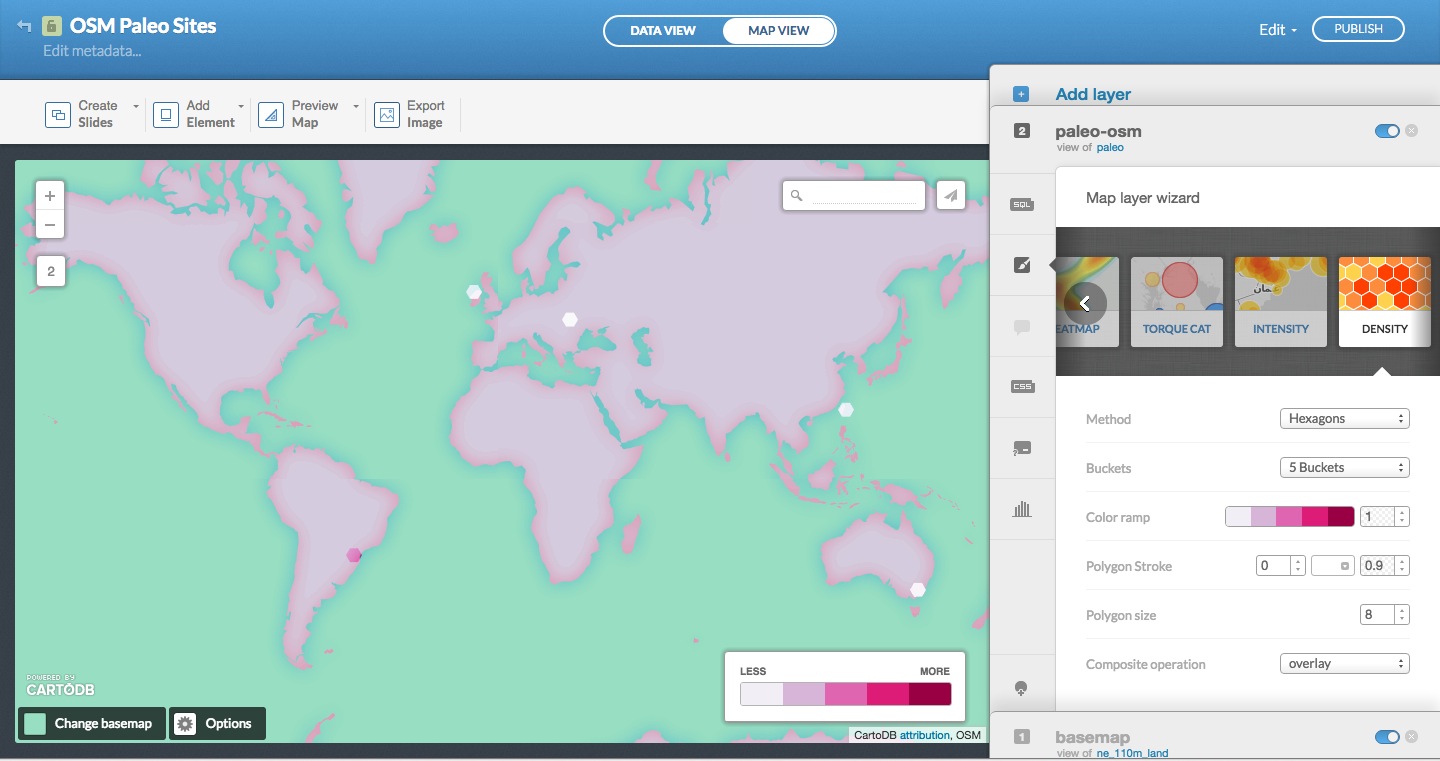 OSM Paleo Sites
Edit metadata...
DATA VIEW
MAP VIEW
Edit
PUBLISH
Create
Slides
Add
Element
Preview
Map
Export
Image
+
−
2
POWERED BY
CARTODB
Change basemap
Options
LESS MORE
CartoDB attribution, OSM
+
Add layer
2
paleo-osm
view of paleo
SQL
CSS
Map layer wizard
EATMAP
TORQUE CAT
عمان
INTENSITY
DENSITY
Method Hexagons
Buckets 5 Buckets
Color ramp 1
Polygon Stroke 0 0.9
Polygon size 8
Composite operation overlay
1
basemap
view of ne_110m_land